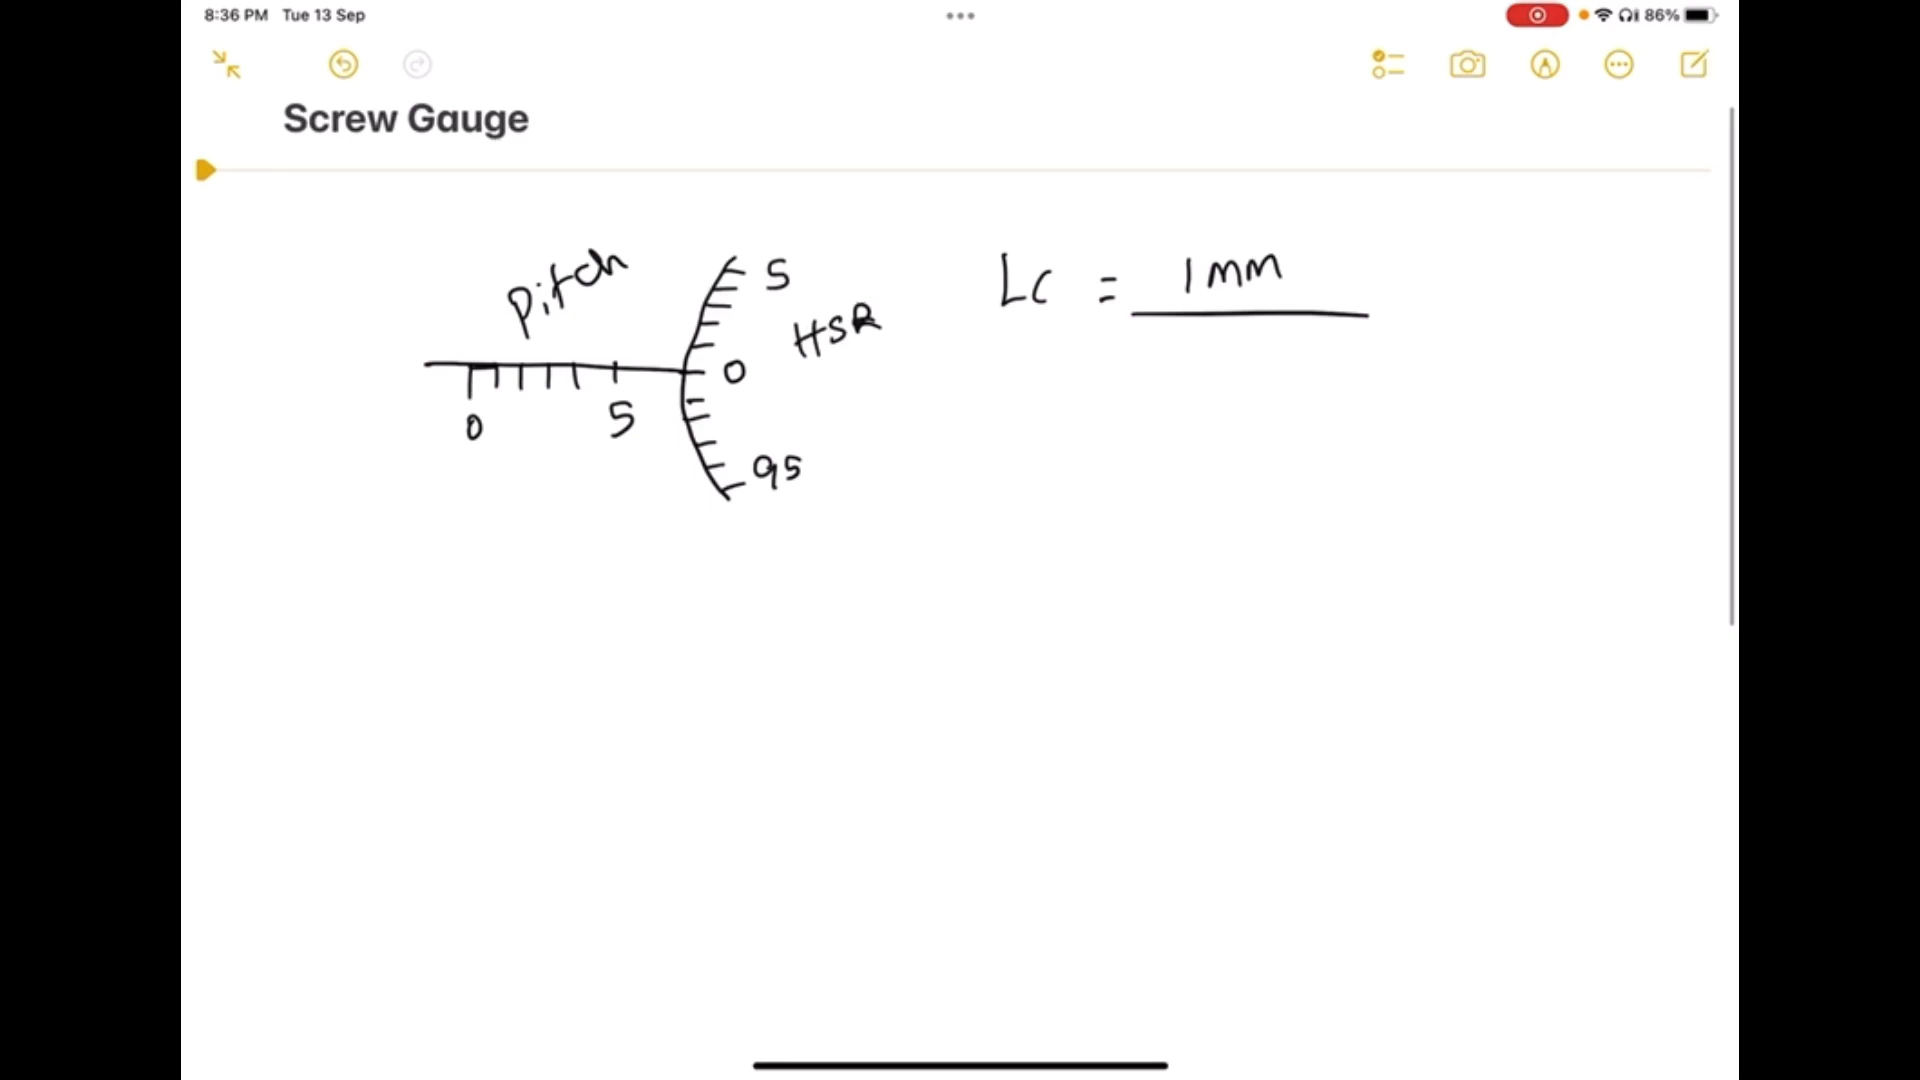 8:36 PM Tue 13 Sep 86%
Screw Gauge
Pitch
5
HSR
0
0 5
95
LC = 1mm